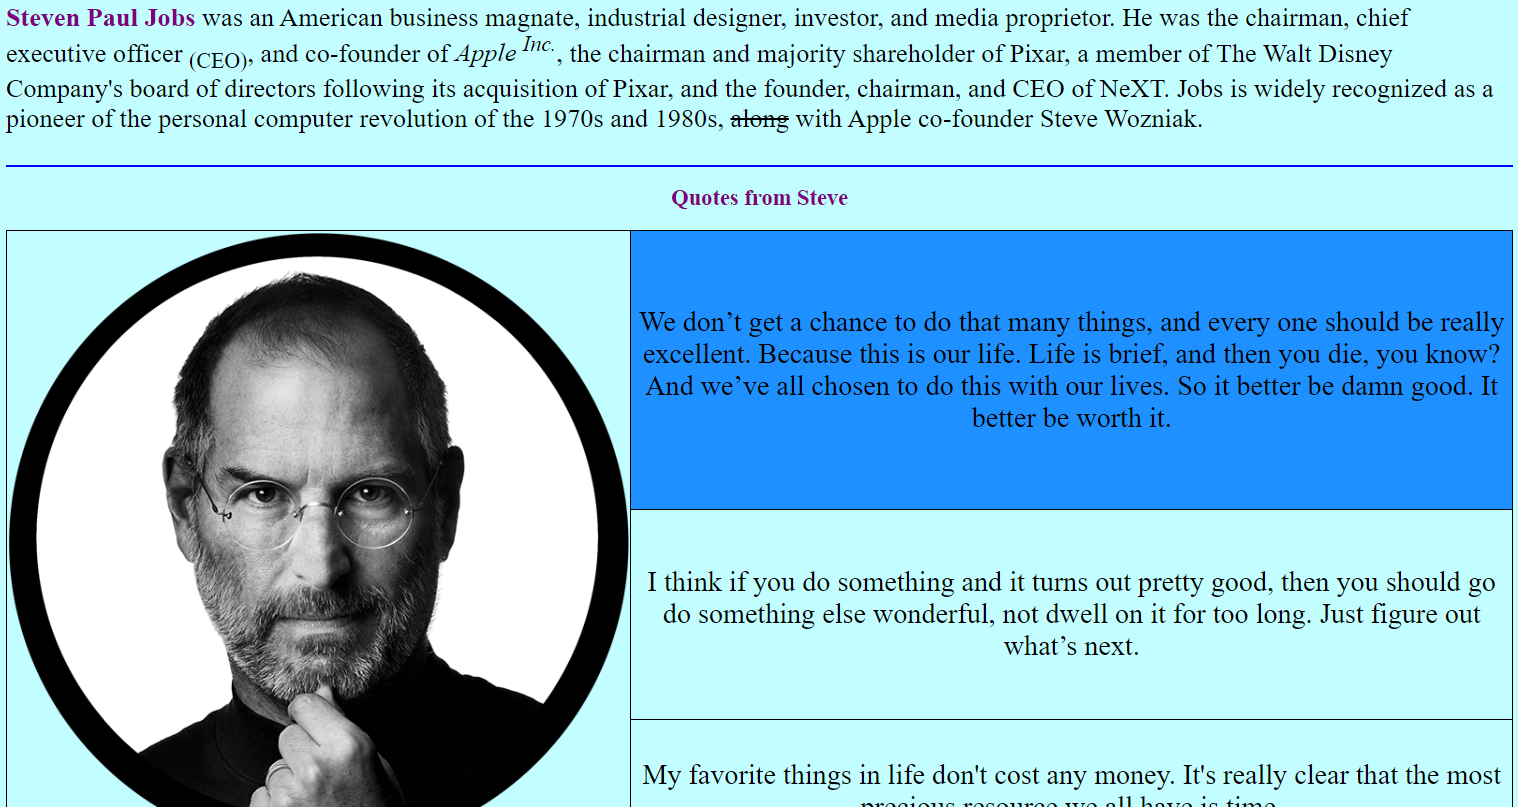 Steven Paul Jobs was an American business magnate, industrial designer, investor, and media proprietor. He was the chairman, chief
executive officer (CEO), and co-founder of Apple Inc., the chairman and majority shareholder of Pixar, a member of The Walt Disney
Company's board of directors following its acquisition of Pixar, and the founder, chairman, and CEO of NeXT. Jobs is widely recognized as a
pioneer of the personal computer revolution of the 1970s and 1980s, along with Apple co-founder Steve Wozniak.
Quotes from Steve
We don’t get a chance to do that many things, and every one should be really
excellent. Because this is our life. Life is brief, and then you die, you know?
And we’ve all chosen to do this with our lives. So it better be damn good. It
better be worth it.
I think if you do something and it turns out pretty good, then you should go
do something else wonderful, not dwell on it for too long. Just figure out
what’s next.
My favorite things in life don't cost any money. It's really clear that the most
precious resource we all have is time.